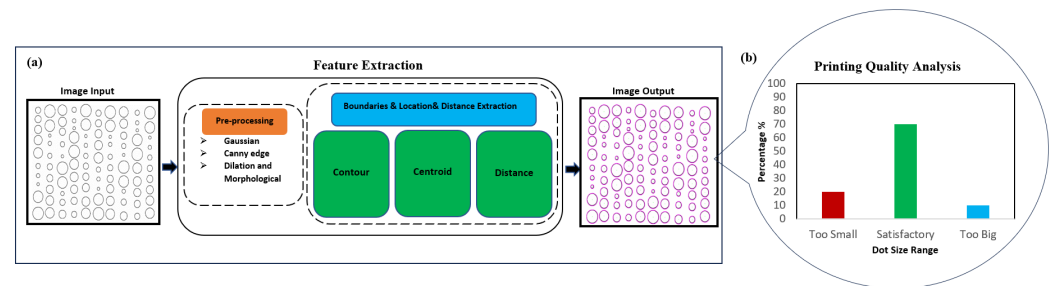 (a)
Feature Extraction
Image Input
Pre-processing
➢ Gaussian
➢ Canny edge
➢ Dilation and
Morphological
Boundaries & Location& Distance Extraction
Contour
Centroid
Distance
Image Output
(b)
Printing Quality Analysis
Percentage %
100
90
80
70
60
50
40
30
20
10
0
Too Small
Satisfactory
Too Big
Dot Size Range